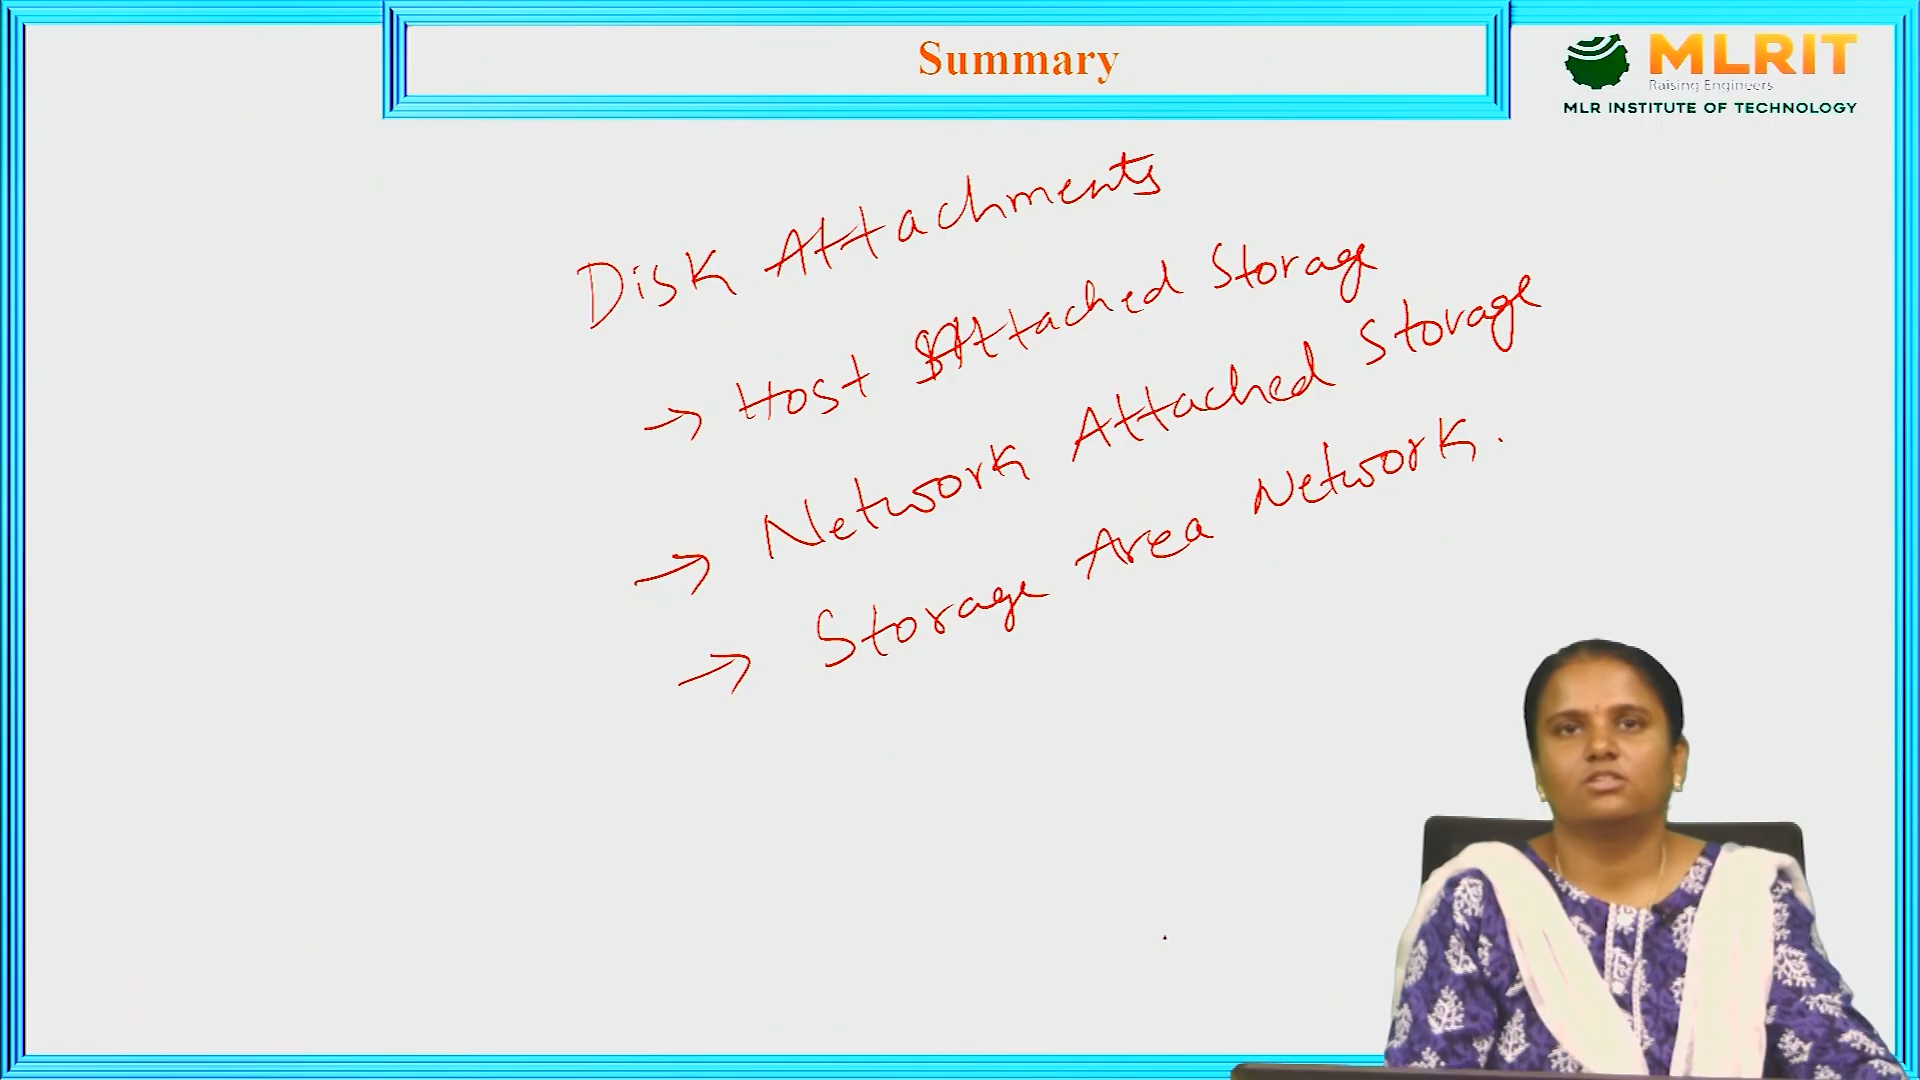 Summary
MLRIT
Raising Engineers
MLR INSTITUTE OF TECHNOLOGY
Disk Attachments
→ Host Attached Storage
→ Network Attached Storage
→ Storage Area Network.